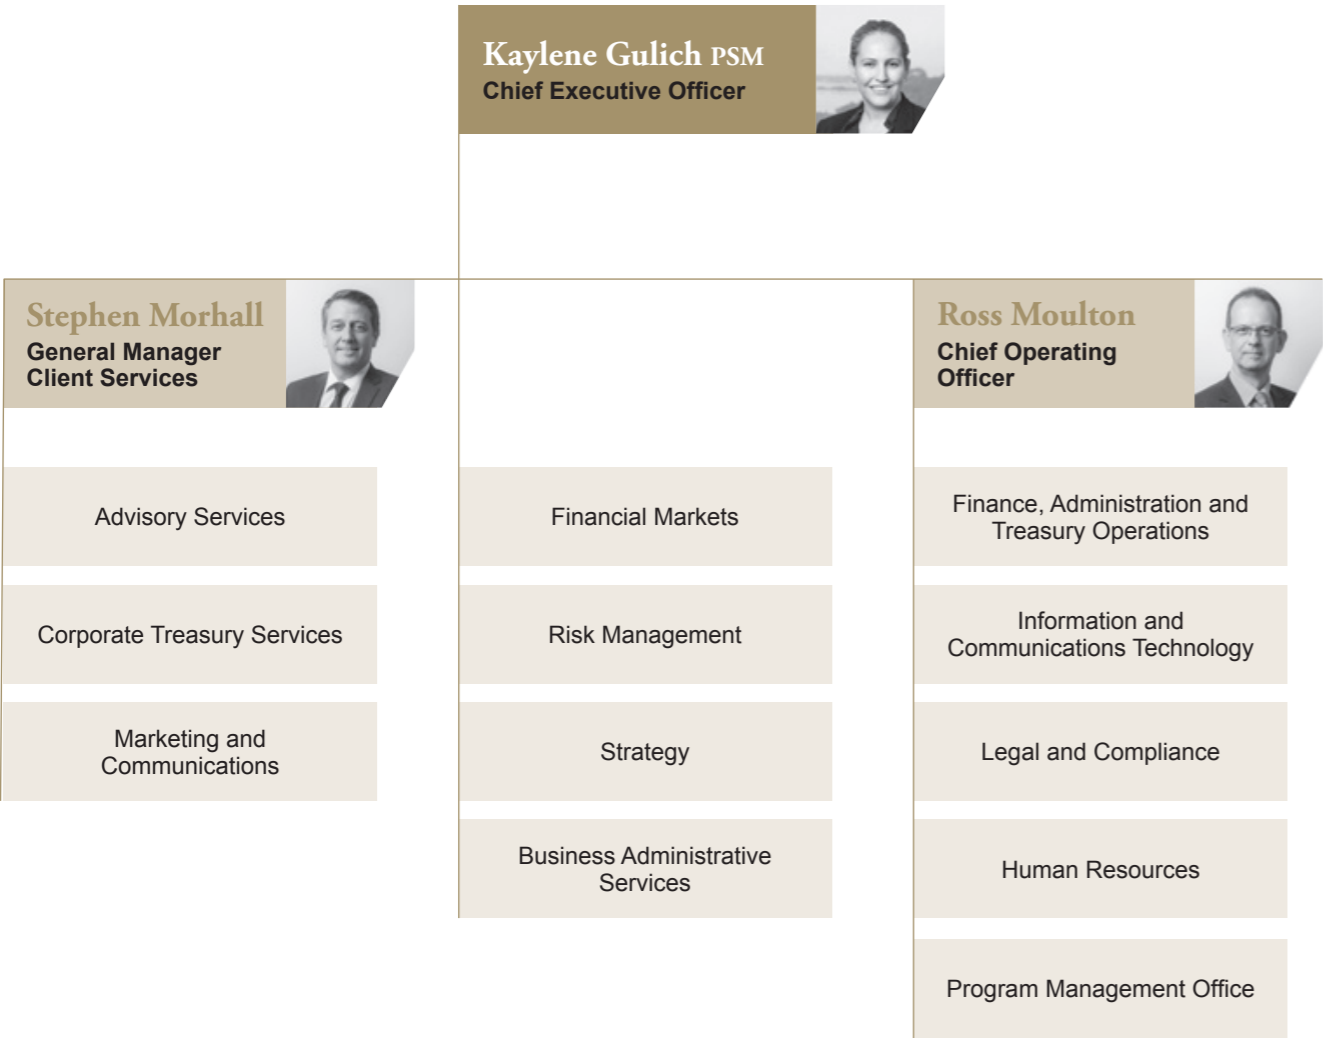 Kaylene Gulich PSM
Chief Executive Officer
Stephen Morhall
General Manager
Client Services
Ross Moulton
Chief Operating
Officer
Advisory Services
Corporate Treasury Services
Marketing and
Communications
Financial Markets
Risk Management
Strategy
Business Administrative
Services
Finance, Administration and
Treasury Operations
Information and
Communications Technology
Legal and Compliance
Human Resources
Program Management Office